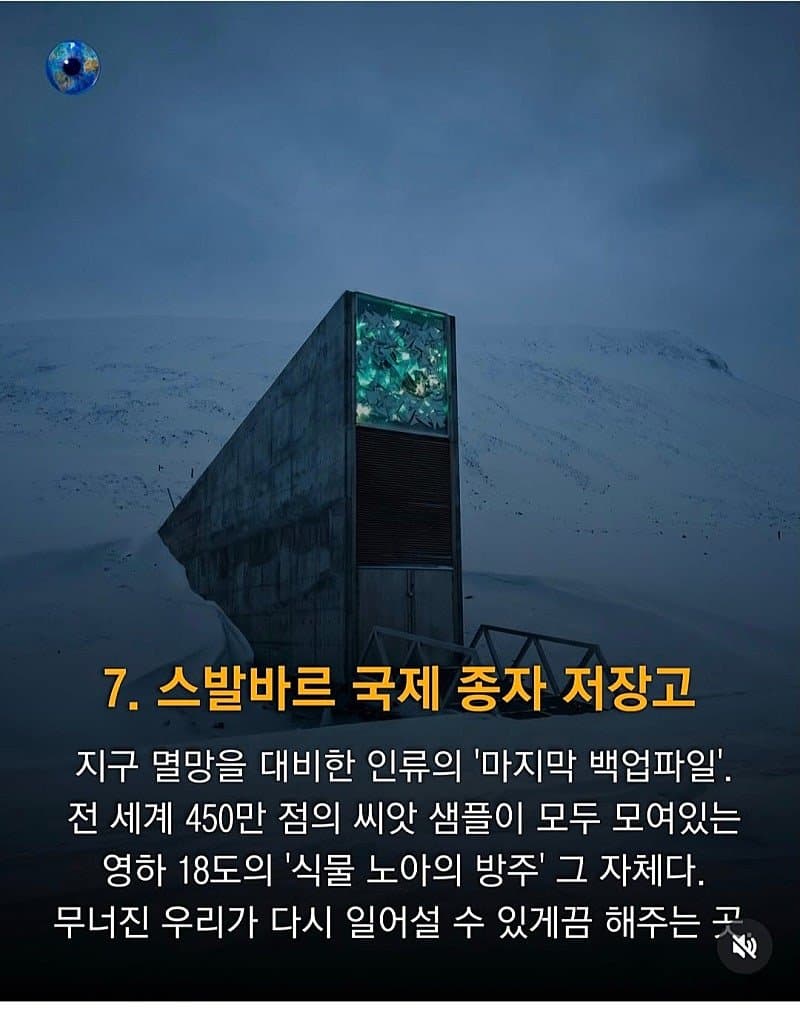 7. 스발바르 국제 종자 저장고
지구 멸망을 대비한 인류의 '마지막 백업파일'.
전 세계 450만 점의 씨앗 샘플이 모두 모여있는
영하 18도의 '식물 노아의 방주' 그 자체다.
무너진 우리가 다시 일어설 수 있게끔 해주는